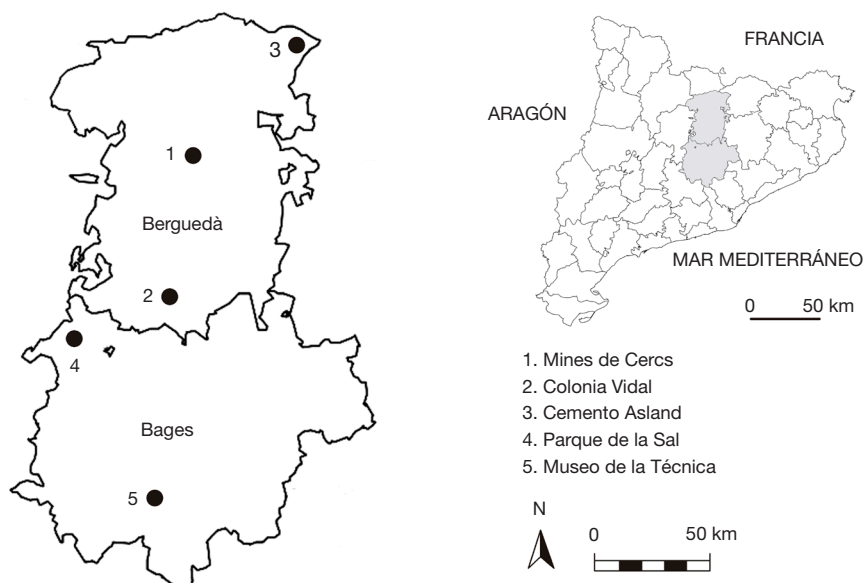 3
1
Berguedà
2
4
Bages
5
FRANCIA
ARAGÓN
MAR MEDITERRÁNEO
0 50 km
1. Mines de Cercs
2. Colonia Vidal
3. Cemento Asland
4. Parque de la Sal
5. Museo de la Técnica
N
0 50 km